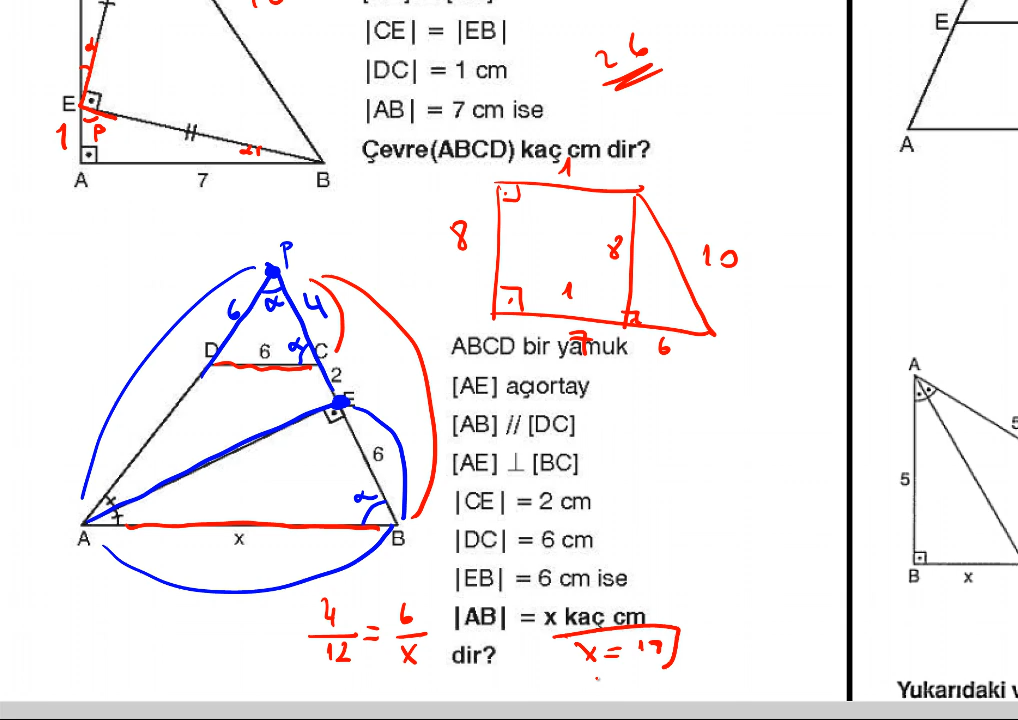 |CE| = |EB|
|DC| = 1 cm
|AB| = 7 cm ise
Çevre(ABCD) kaç cm dir?
26
α
E
1
β
A
7
B
1
8
8
10
1
7
6
P
6
α
4
D
6
α
C
2
E
6
α
A
x
B
ABCD bir yamuk
[AE] açıortay
[AB] // [DC]
[AE] ⊥ [BC]
|CE| = 2 cm
|DC| = 6 cm
|EB| = 6 cm ise
|AB| = x kaç cm
dir?
4/12 = 6/x
E
A
A
5
5
B
x
Yukarıdaki